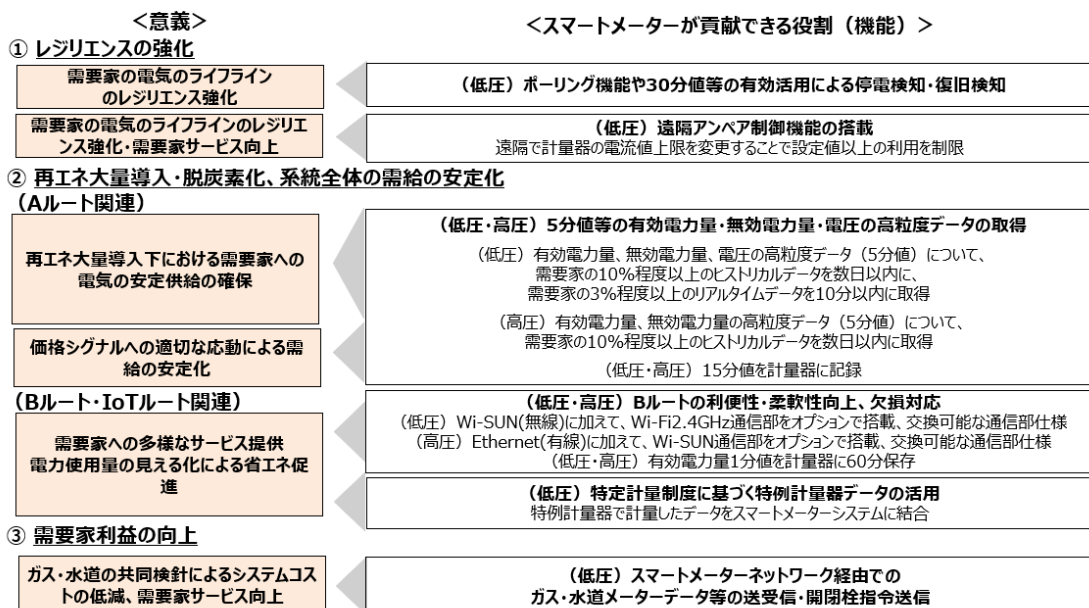 ＜意義＞
＜スマートメーターが貢献できる役割（機能）＞
① レジリエンスの強化
需要家の電気のライフライン
のレジリエンス強化
（低圧）ポーリング機能や30分値等の有効活用による停電検知・復旧検知
需要家の電気のライフラインのレジリエ
ンス強化・需要家サービス向上
（低圧）遠隔アンペア制御機能の搭載
遠隔で計量器の電流値上限を変更することで設定値以上の利用を制限
② 再エネ大量導入・脱炭素化、系統全体の需給の安定化
（Aルート関連）
再エネ大量導入下における需要家への
電気の安定供給の確保
（低圧・高圧）5分値等の有効電力量・無効電力量・電圧の高粒度データの取得
（低圧）有効電力量、無効電力量、電圧の高粒度データ（5分値）について、
需要家の10%程度以上のヒストリカルデータを数日以内に、
需要家の3%程度以上のリアルタイムデータを10分以内に取得
（高圧）有効電力量、無効電力量の高粒度データ（5分値）について、
需要家の10%程度以上のヒストリカルデータを数日以内に取得
（低圧・高圧）15分値を計量器に記録
価格シグナルへの適切な応動による需
給の安定化
（Bルート・IoTルート関連）
需要家への多様なサービス提供
電力使用量の見える化による省エネ促
進
（低圧・高圧）Bルートの利便性・柔軟性向上、欠損対応
（低圧）Wi-SUN(無線)に加えて、Wi-Fi2.4GHz通信部をオプションで搭載、交換可能な通信部仕様
（高圧）Ethernet(有線)に加えて、Wi-SUN通信部をオプションで搭載、交換可能な通信部仕様
（低圧・高圧）有効電力量1分値を計量器に60分保存
（低圧）特定計量制度に基づく特例計量器データの活用
特例計量器で計量したデータをスマートメーターシステムに結合
③ 需要家利益の向上
ガス・水道の共同検針によるシステムコス
トの低減、需要家サービス向上
（低圧）スマートメーターネットワーク経由での
ガス・水道メーターデータ等の送受信・開閉栓指令送信